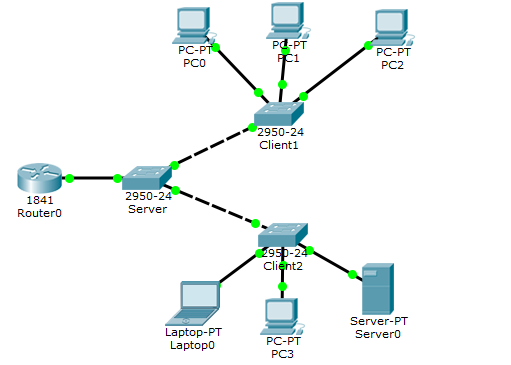 PC-PT
PC0
PC-PT
PC1
PC-PT
PC2
2950-24
Client1
1841
Router0
2950-24
Server
2950-24
Client2
Laptop-PT
Laptop0
PC-PT
PC3
Server-PT
Server0